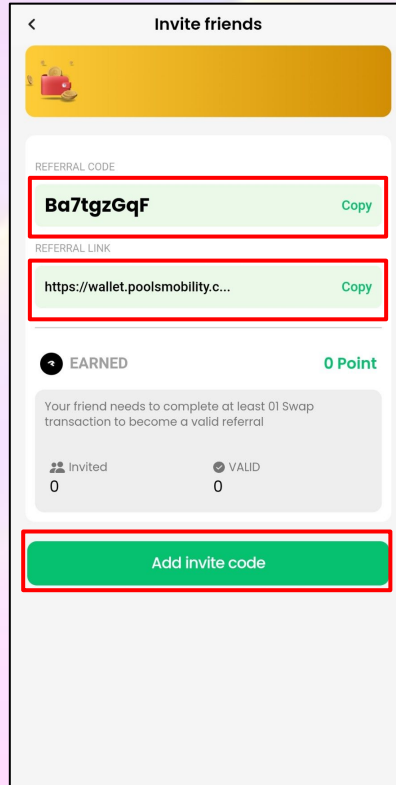 Invite friends
REFERRAL CODE
Ba7tgzGqF Copy
REFERRAL LINK
https://wallet.poolsmobility.c... Copy
EARNED 0 Point
Your friend needs to complete at least 01 Swap
transaction to become a valid referral
Invited VALID
0 0
Add invite code